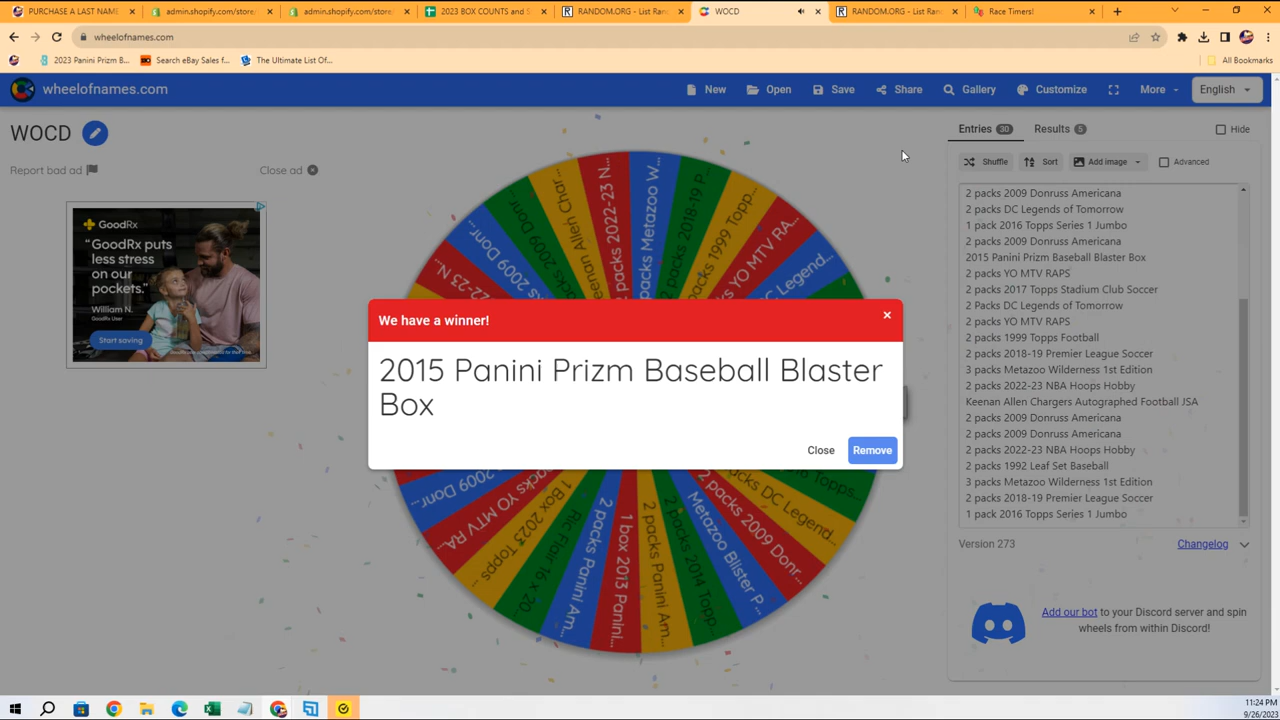 PURCHASE A LAST NAME
admin.shopify.com/store/
admin.shopify.com/store/
2023 BOX COUNTS and S
RANDOM.ORG - List Ran
WOCD
RANDOM.ORG - List Ran
Race Timers!
wheelofnames.com
2023 Panini Prizm B...
Search eBay Sales f...
The Ultimate List Of...
All Bookmarks
wheelofnames.com
New
Open
Save
Share
Gallery
Customize
More
English
WOCD
Report bad ad
Close ad
GoodRx
“GoodRx puts
less stress
on our
pockets.”
William N.
GoodRx User
Start saving
Entries 30
Results 5
Hide
Shuffle
Sort
Add image
Advanced
2 packs 2009 Donruss Americana
2 packs DC Legends of Tomorrow
1 pack 2016 Topps Series 1 Jumbo
2 packs 2009 Donruss Americana
2015 Panini Prizm Baseball Blaster Box
2 packs YO MTV RAPS
2 packs 2017 Topps Stadium Club Soccer
2 Packs DC Legends of Tomorrow
2 packs YO MTV RAPS
2 packs 1999 Topps Football
2 packs 2018-19 Premier League Soccer
3 packs Metazoo Wilderness 1st Edition
2 packs 2022-23 NBA Hoops Hobby
Keenan Allen Chargers Autographed Football JSA
2 packs 2009 Donruss Americana
2 packs 2009 Donruss Americana
2 packs 2022-23 NBA Hoops Hobby
2 packs 1992 Leaf Set Baseball
3 packs Metazoo Wilderness 1st Edition
2 packs 2018-19 Premier League Soccer
1 pack 2016 Topps Series 1 Jumbo
Version 273
Changelog
Add our bot to your Discord server and spin
wheels from within Discord!
We have a winner!
2015 Panini Prizm Baseball Blaster
Box
Close
Remove
11:24 PM
9/26/2023